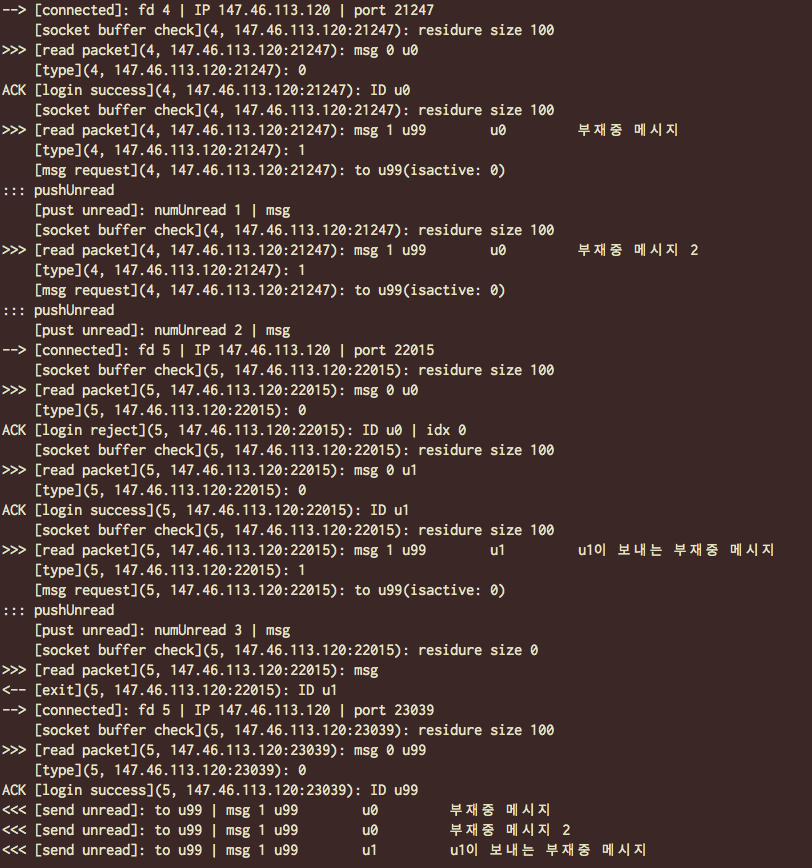 --> [connected]: fd 4 | IP 147.46.113.120 | port 21247
    [socket buffer check](4, 147.46.113.120:21247): residure size 100
>>> [read packet](4, 147.46.113.120:21247): msg 0 u0
    [type](4, 147.46.113.120:21247): 0
ACK [login success](4, 147.46.113.120:21247): ID u0
    [socket buffer check](4, 147.46.113.120:21247): residure size 100
>>> [read packet](4, 147.46.113.120:21247): msg 1 u99        u0         부재중 메시지
    [type](4, 147.46.113.120:21247): 1
    [msg request](4, 147.46.113.120:21247): to u99(isactive: 0)
::: pushUnread
    [pust unread]: numUnread 1 | msg
    [socket buffer check](4, 147.46.113.120:21247): residure size 100
>>> [read packet](4, 147.46.113.120:21247): msg 1 u99        u0         부재중 메시지 2
    [type](4, 147.46.113.120:21247): 1
    [msg request](4, 147.46.113.120:21247): to u99(isactive: 0)
::: pushUnread
    [pust unread]: numUnread 2 | msg
--> [connected]: fd 5 | IP 147.46.113.120 | port 22015
    [socket buffer check](5, 147.46.113.120:22015): residure size 100
>>> [read packet](5, 147.46.113.120:22015): msg 0 u0
    [type](5, 147.46.113.120:22015): 0
ACK [login reject](5, 147.46.113.120:22015): ID u0 | idx 0
    [socket buffer check](5, 147.46.113.120:22015): residure size 100
>>> [read packet](5, 147.46.113.120:22015): msg 0 u1
    [type](5, 147.46.113.120:22015): 0
ACK [login success](5, 147.46.113.120:22015): ID u1
    [socket buffer check](5, 147.46.113.120:22015): residure size 100
>>> [read packet](5, 147.46.113.120:22015): msg 1 u99        u1         u1이 보내는 부재중 메시지
    [type](5, 147.46.113.120:22015): 1
    [msg request](5, 147.46.113.120:22015): to u99(isactive: 0)
::: pushUnread
    [pust unread]: numUnread 3 | msg
    [socket buffer check](5, 147.46.113.120:22015): residure size 0
>>> [read packet](5, 147.46.113.120:22015): msg
<-- [exit](5, 147.46.113.120:22015): ID u1
--> [connected]: fd 5 | IP 147.46.113.120 | port 23039
    [socket buffer check](5, 147.46.113.120:23039): residure size 100
>>> [read packet](5, 147.46.113.120:23039): msg 0 u99
    [type](5, 147.46.113.120:23039): 0
ACK [login success](5, 147.46.113.120:23039): ID u99
<<< [send unread]: to u99 | msg 1 u99        u0         부재중 메시지
<<< [send unread]: to u99 | msg 1 u99        u0         부재중 메시지 2
<<< [send unread]: to u99 | msg 1 u99        u1         u1이 보내는 부재중 메시지